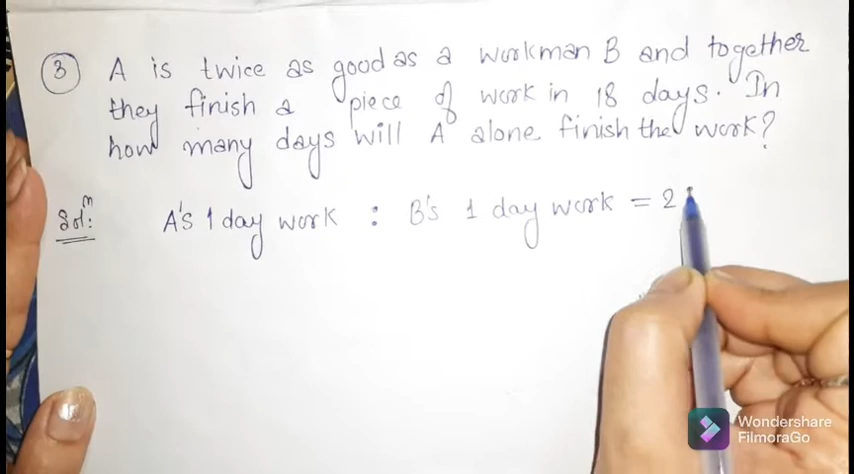 3 A is twice as good as a workman B and together
they finish a piece of work in 18 days. In
how many days will A alone finish the work?
Solⁿ: A's 1 day work : B's 1 day work = 2:
Wondershare
FilmoraGo